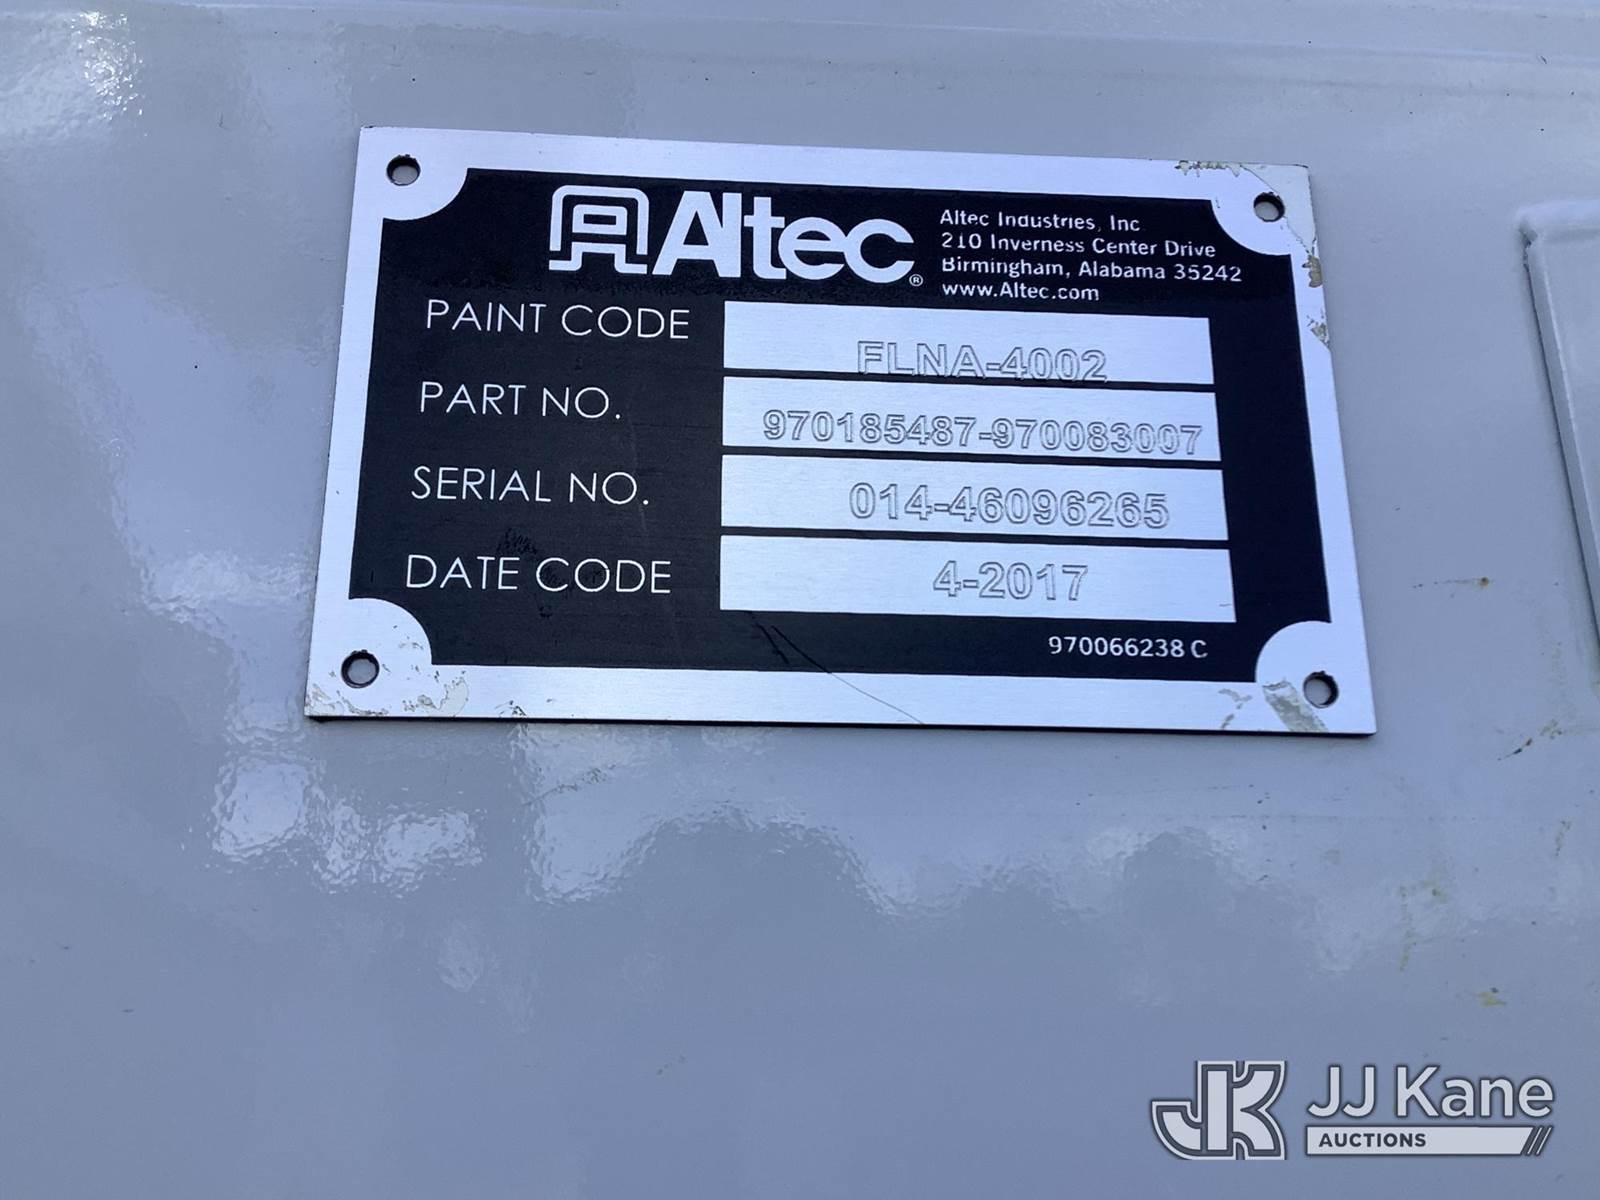 Altec®
Altec Industries, Inc
210 Inverness Center Drive
Birmingham, Alabama 35242
www.Altec.com
PAINT CODE FLNA-4002
PART NO. 970185487-970083007
SERIAL NO. 014-46096265
DATE CODE 4-2017
970066238 C
JK JJ Kane
AUCTIONS